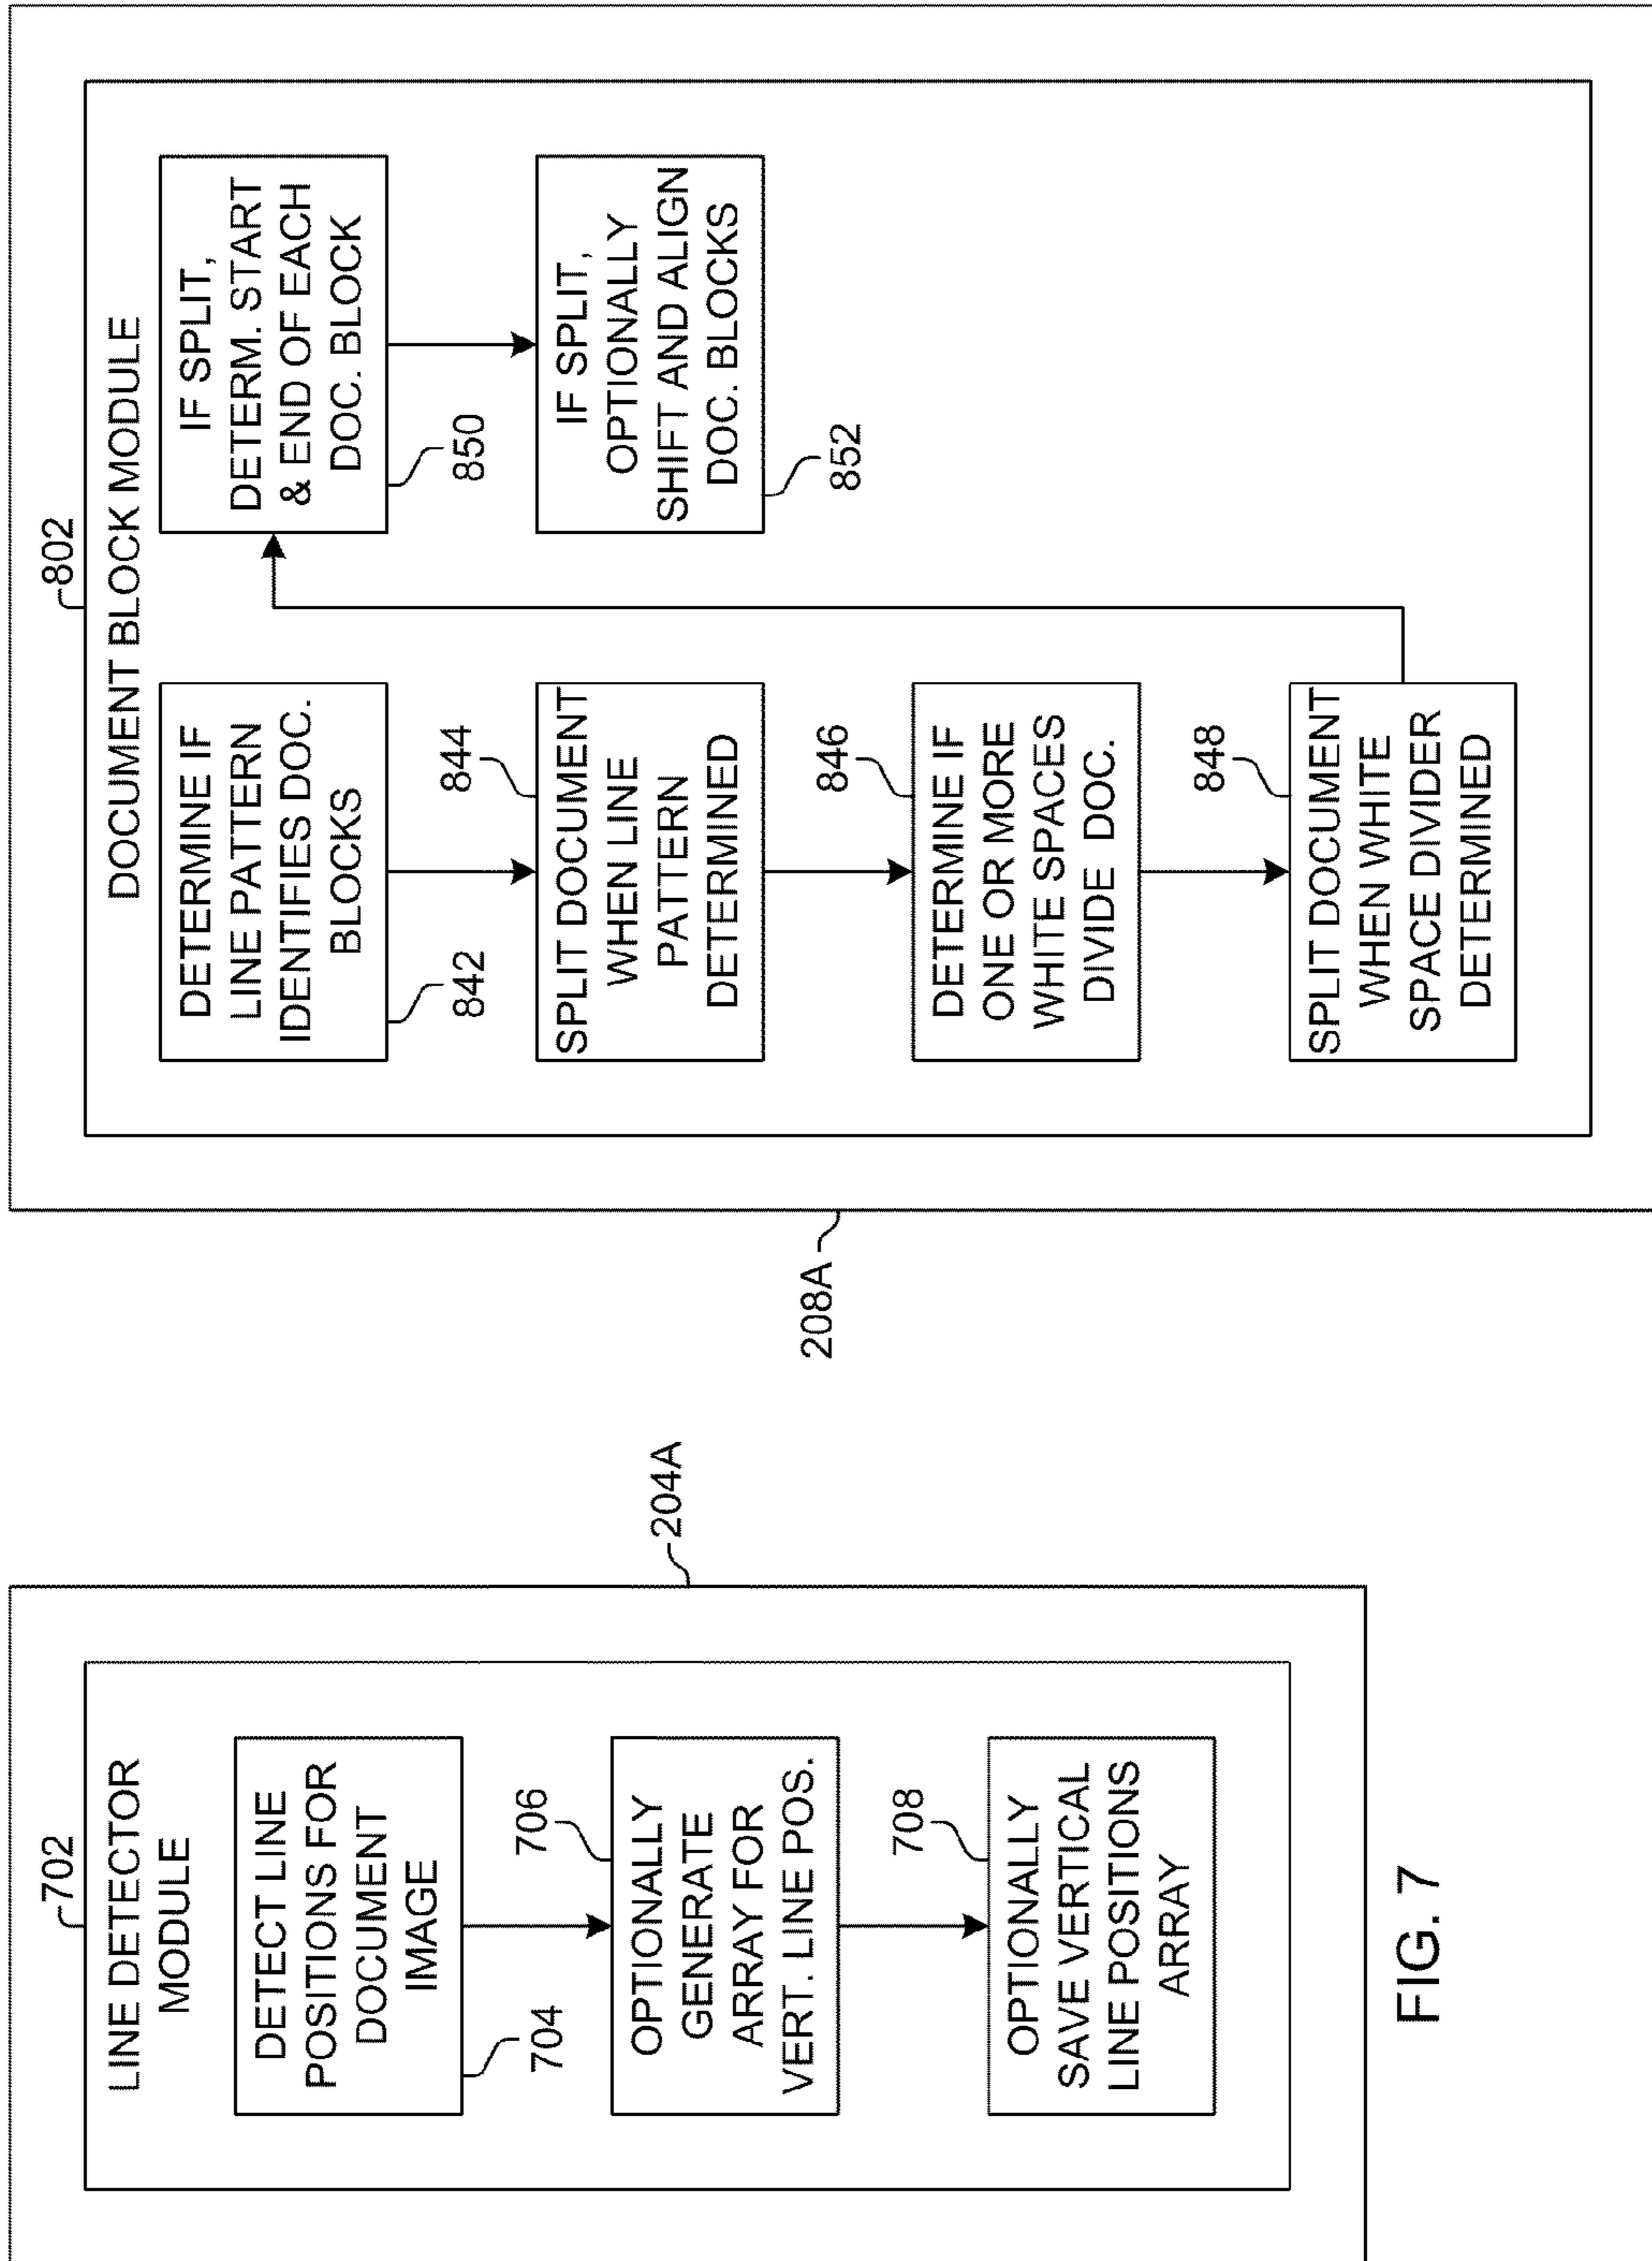 702
LINE DETECTOR
MODULE
DETECT LINE
POSITIONS FOR
DOCUMENT
IMAGE
704
OPTIONALLY
GENERATE
ARRAY FOR
VERT. LINE POS.
706
OPTIONALLY
SAVE VERTICAL
LINE POSITIONS
ARRAY
708
204A
FIG. 7
802
DOCUMENT BLOCK MODULE
DETERMINE IF
LINE PATTERN
IDENTIFIES DOC.
BLOCKS
842
SPLIT DOCUMENT
WHEN LINE
PATTERN
DETERMINED
844
DETERMINE IF
ONE OR MORE
WHITE SPACES
DIVIDE DOC.
846
SPLIT DOCUMENT
WHEN WHITE
SPACE DIVIDER
DETERMINED
848
IF SPLIT,
DETERM. START
& END OF EACH
DOC. BLOCK
850
IF SPLIT,
OPTIONALLY
SHIFT AND ALIGN
DOC. BLOCKS
852
208A